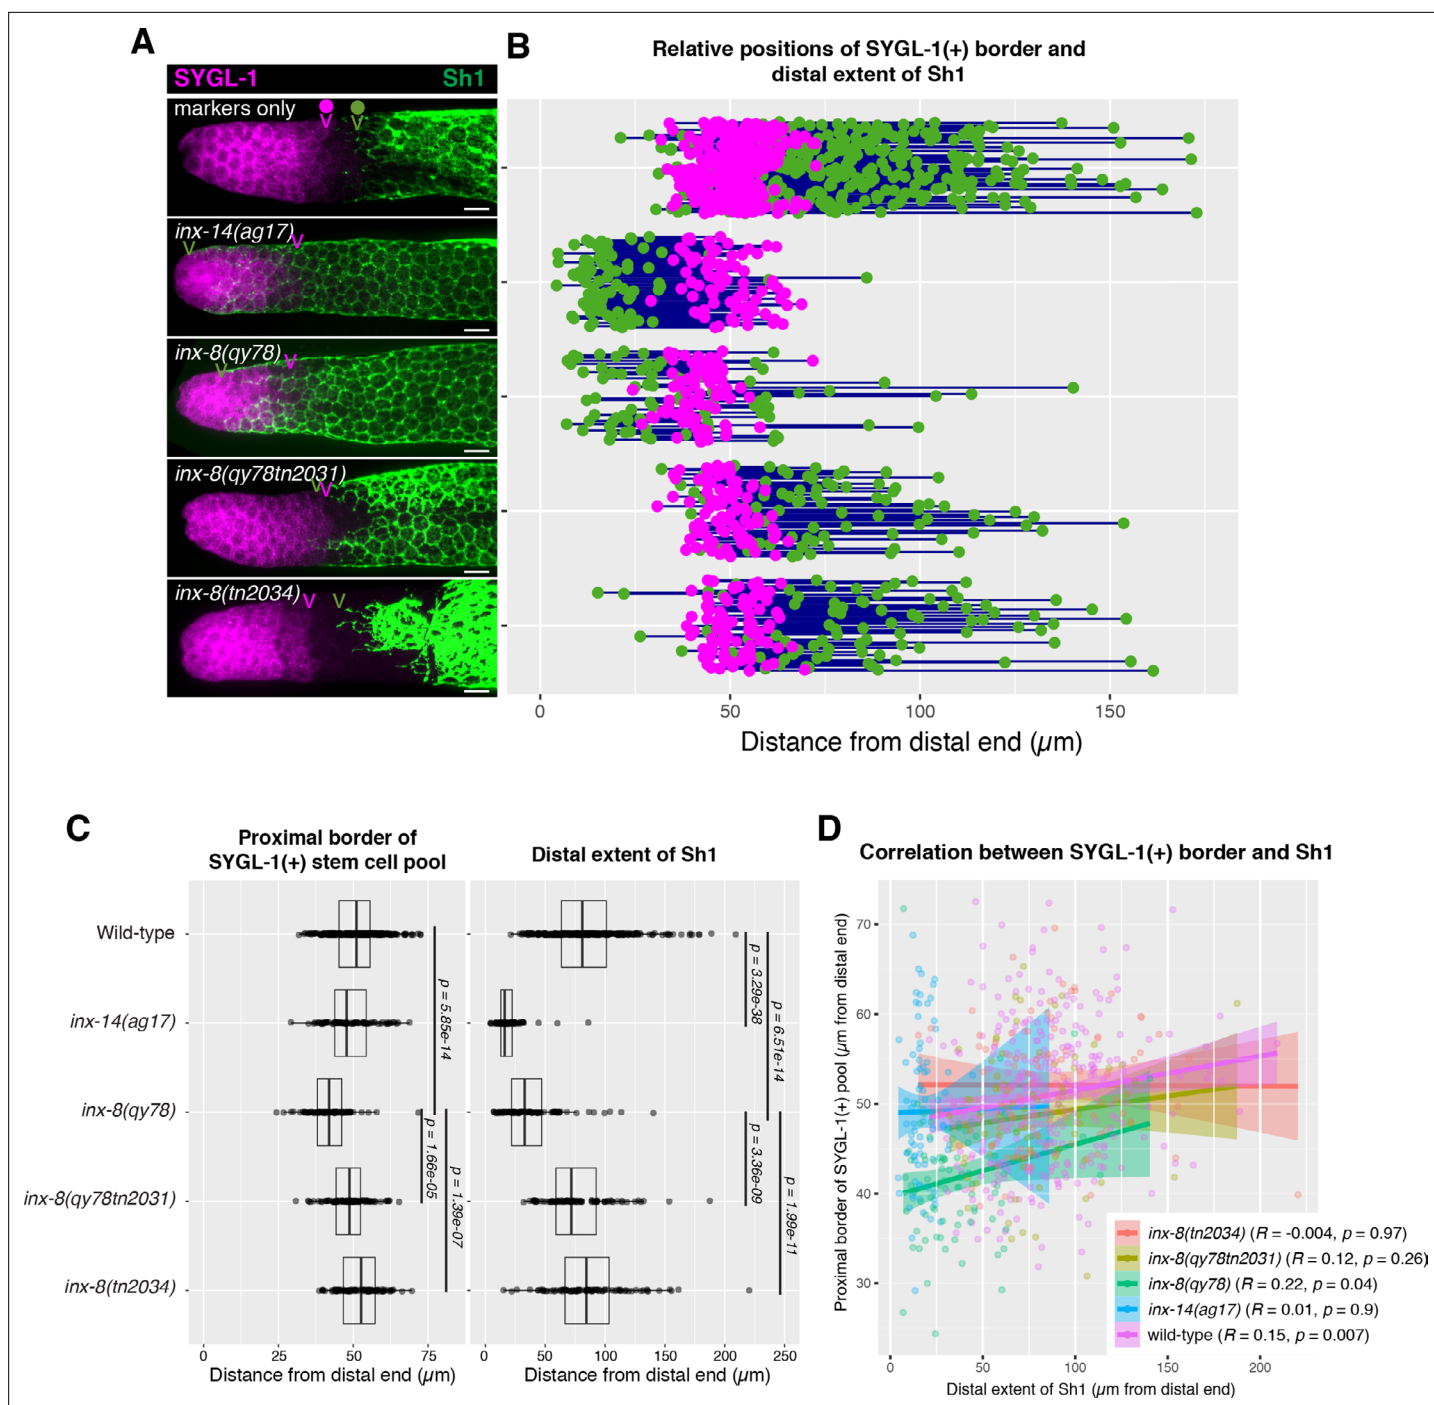 A
SYGL-1 Sh1
markers only
v v
inx-14(ag17)
v v
inx-8(qy78)
v v
inx-8(qy78tn2031)
v v
inx-8(tn2034)
v v
B
Relative positions of SYGL-1(+) border and
distal extent of Sh1
0 50 100 150
Distance from distal end (µm)
C
Proximal border of
SYGL-1(+) stem cell pool
Distal extent of Sh1
Wild-type
inx-14(ag17)
inx-8(qy78)
inx-8(qy78tn2031)
inx-8(tn2034)
p = 5.85e-14
p = 1.66e-05
p = 1.39e-07
p = 3.29e-38
p = 6.51e-14
p = 3.36e-09
p = 1.99e-11
0 50 75
Distance from distal end (µm)
0 50 100 150 200 250
Distance from distal end (µm)
D
Correlation between SYGL-1(+) border and Sh1
Proximal border of SYGL-1(+) pool (µm from distal end)
70
60
50
40
30
inx-8(tn2034) (R = -0.004, p = 0.97)
inx-8(qy78tn2031) (R = 0.12, p = 0.26)
inx-8(qy78) (R = 0.22, p = 0.04)
inx-14(ag17) (R = 0.01, p = 0.9)
wild-type (R = 0.15, p = 0.007)
0 50 100 150 200
Distal extent of Sh1 (µm from distal end)